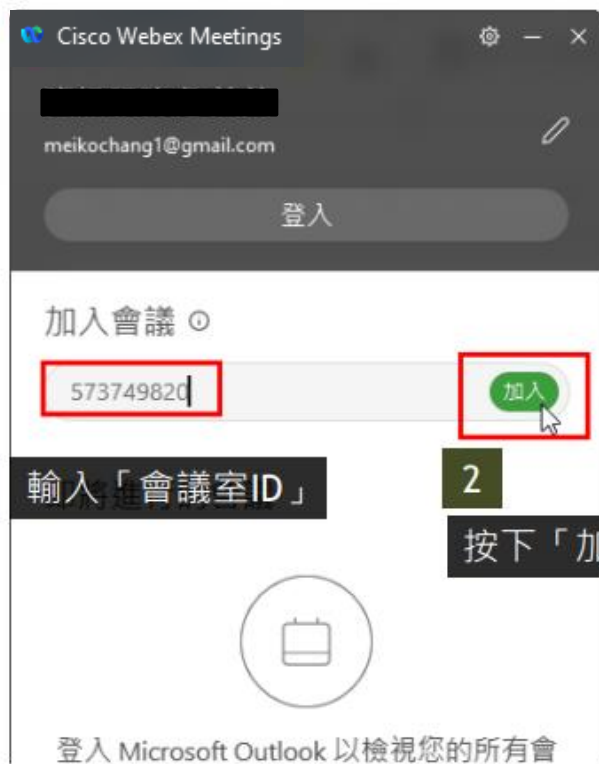 Cisco Webex Meetings
meikochang1@gmail.com
登入
加入會議
573749820
加入
輸入「會議室ID」
2
按下「加
登入 Microsoft Outlook 以檢視您的所有會